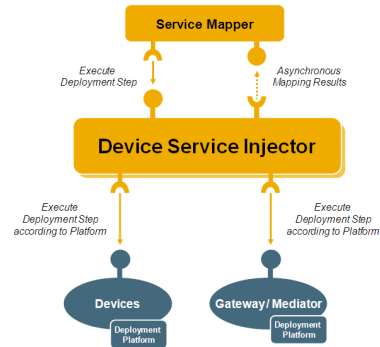 Service Mapper
Execute
Deployment Step
Asynchronous
Mapping Results
Device Service Injector
Execute
Deployment Step
according to Platform
Execute
Deployment Step
according to Platform
Devices
Deployment
Platform
Gateway/ Mediator
Deployment
Platform